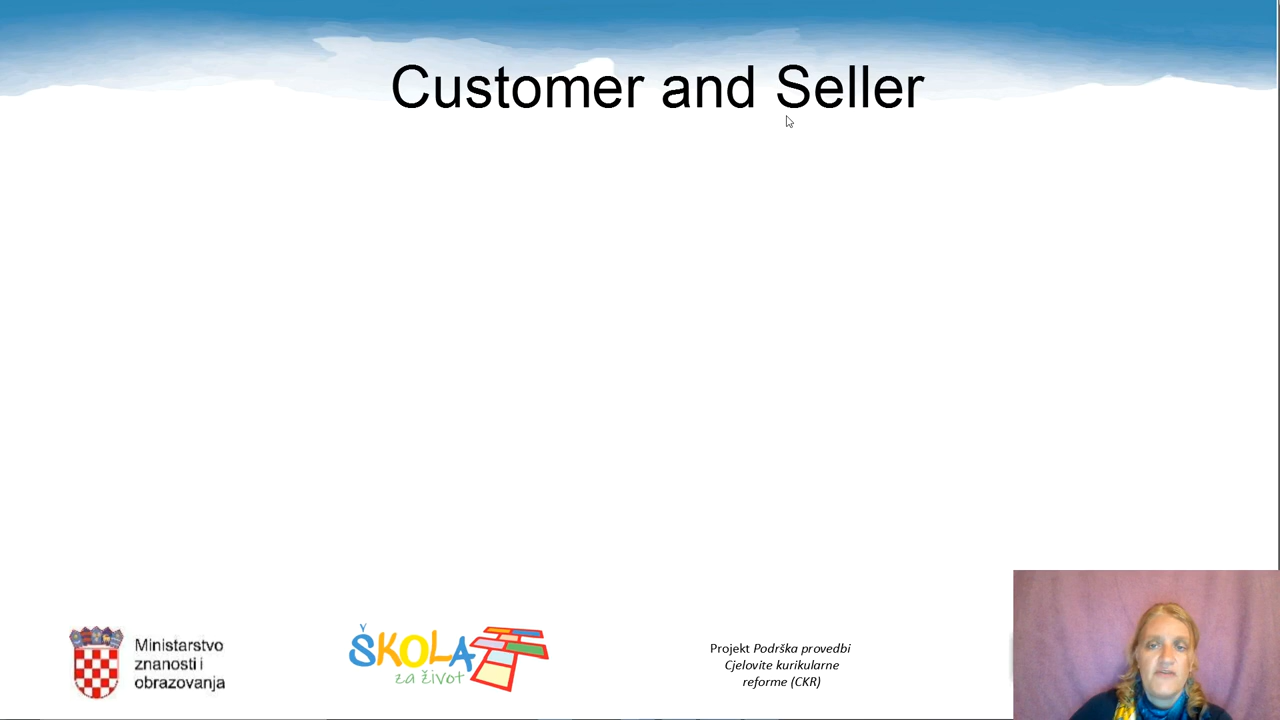 Customer and Seller
Ministarstvo
znanosti i
obrazovanja
ŠKOLA
za život
Projekt Podrška provedbi
Cjelovite kurikularne
reforme (CKR)